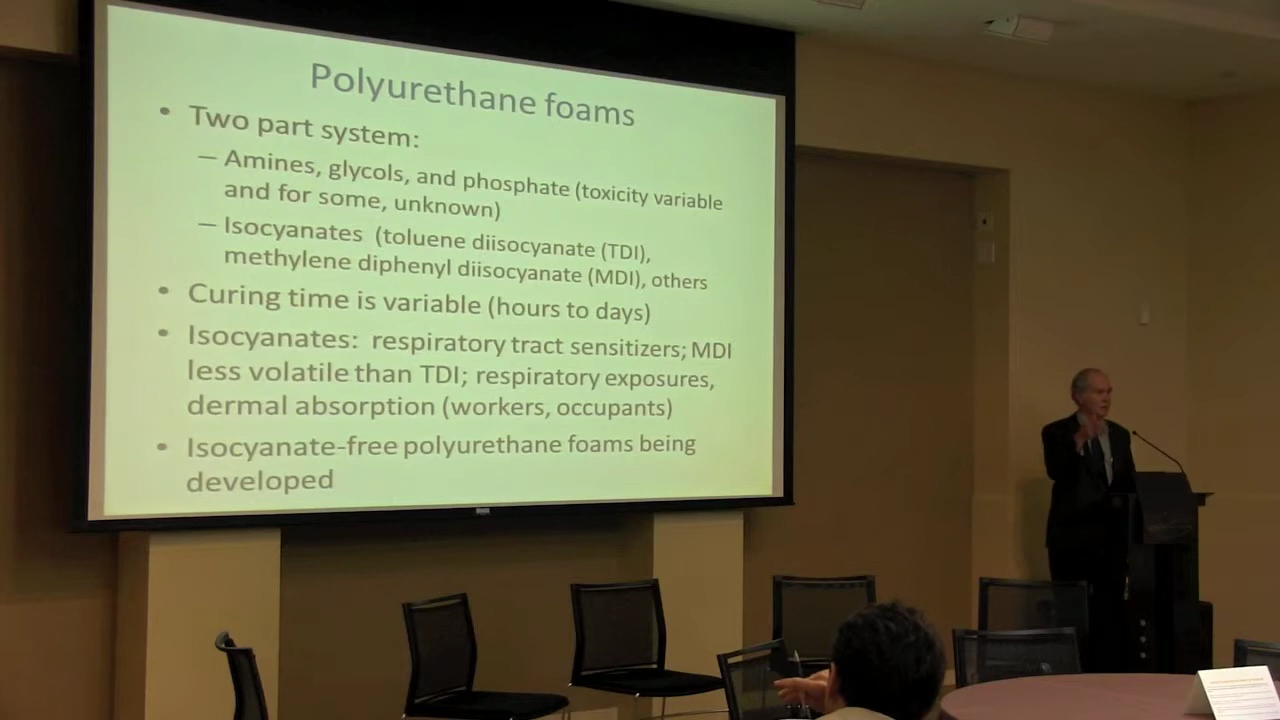 Polyurethane foams
• Two part system:
– Amines, glycols, and phosphate (toxicity variable
and for some, unknown)
– Isocyanates (toluene diisocyanate (TDI),
methylene diphenyl diisocyanate (MDI), others
• Curing time is variable (hours to days)
• Isocyanates: respiratory tract sensitizers; MDI
less volatile than TDI; respiratory exposures,
dermal absorption (workers, occupants)
• Isocyanate-free polyurethane foams being
developed